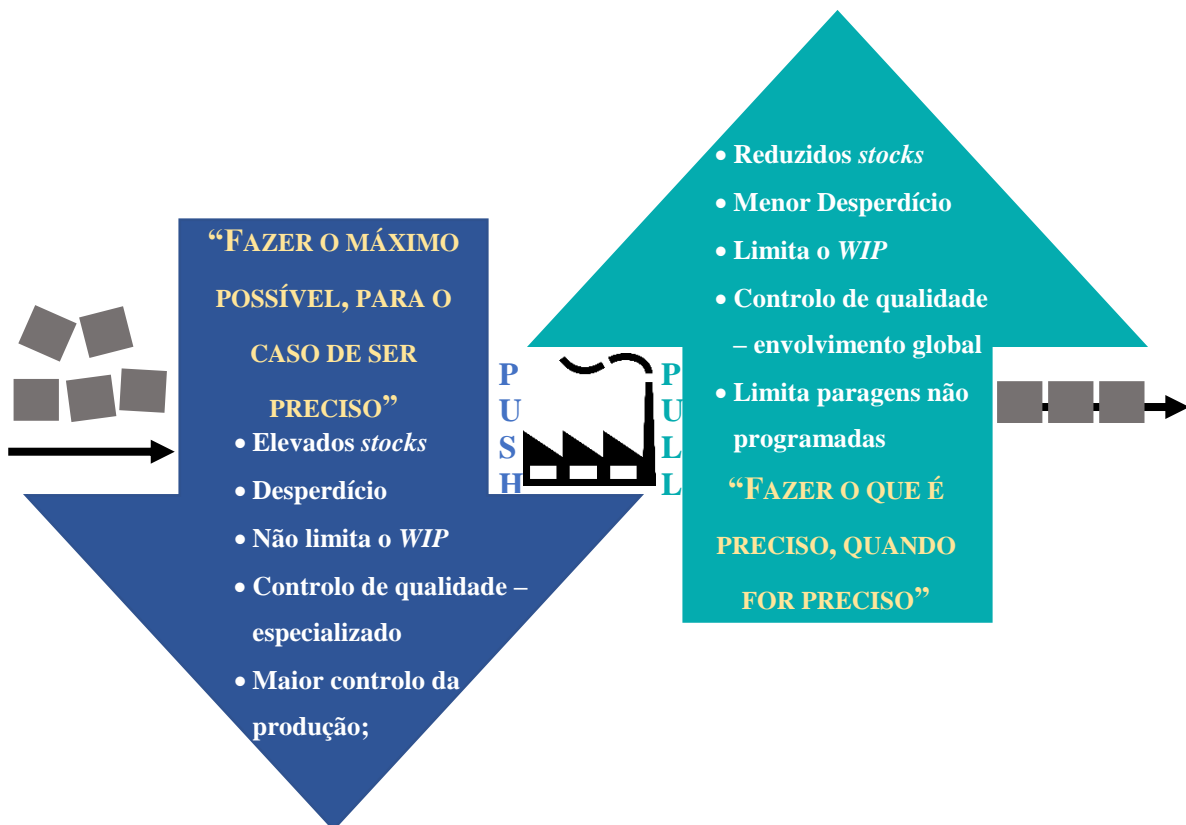 “FAZER O MÁXIMO
POSSÍVEL, PARA O
CASO DE SER
PRECISO”
• Elevados stocks
• Desperdício
• Não limita o WIP
• Controlo de qualidade –
especializado
• Maior controlo da
produção;
PUSH
PULL
• Reduzidos stocks
• Menor Desperdício
• Limita o WIP
• Controlo de qualidade
– envolvimento global
• Limita paragens não
programadas
“FAZER O QUE É
PRECISO, QUANDO
FOR PRECISO”